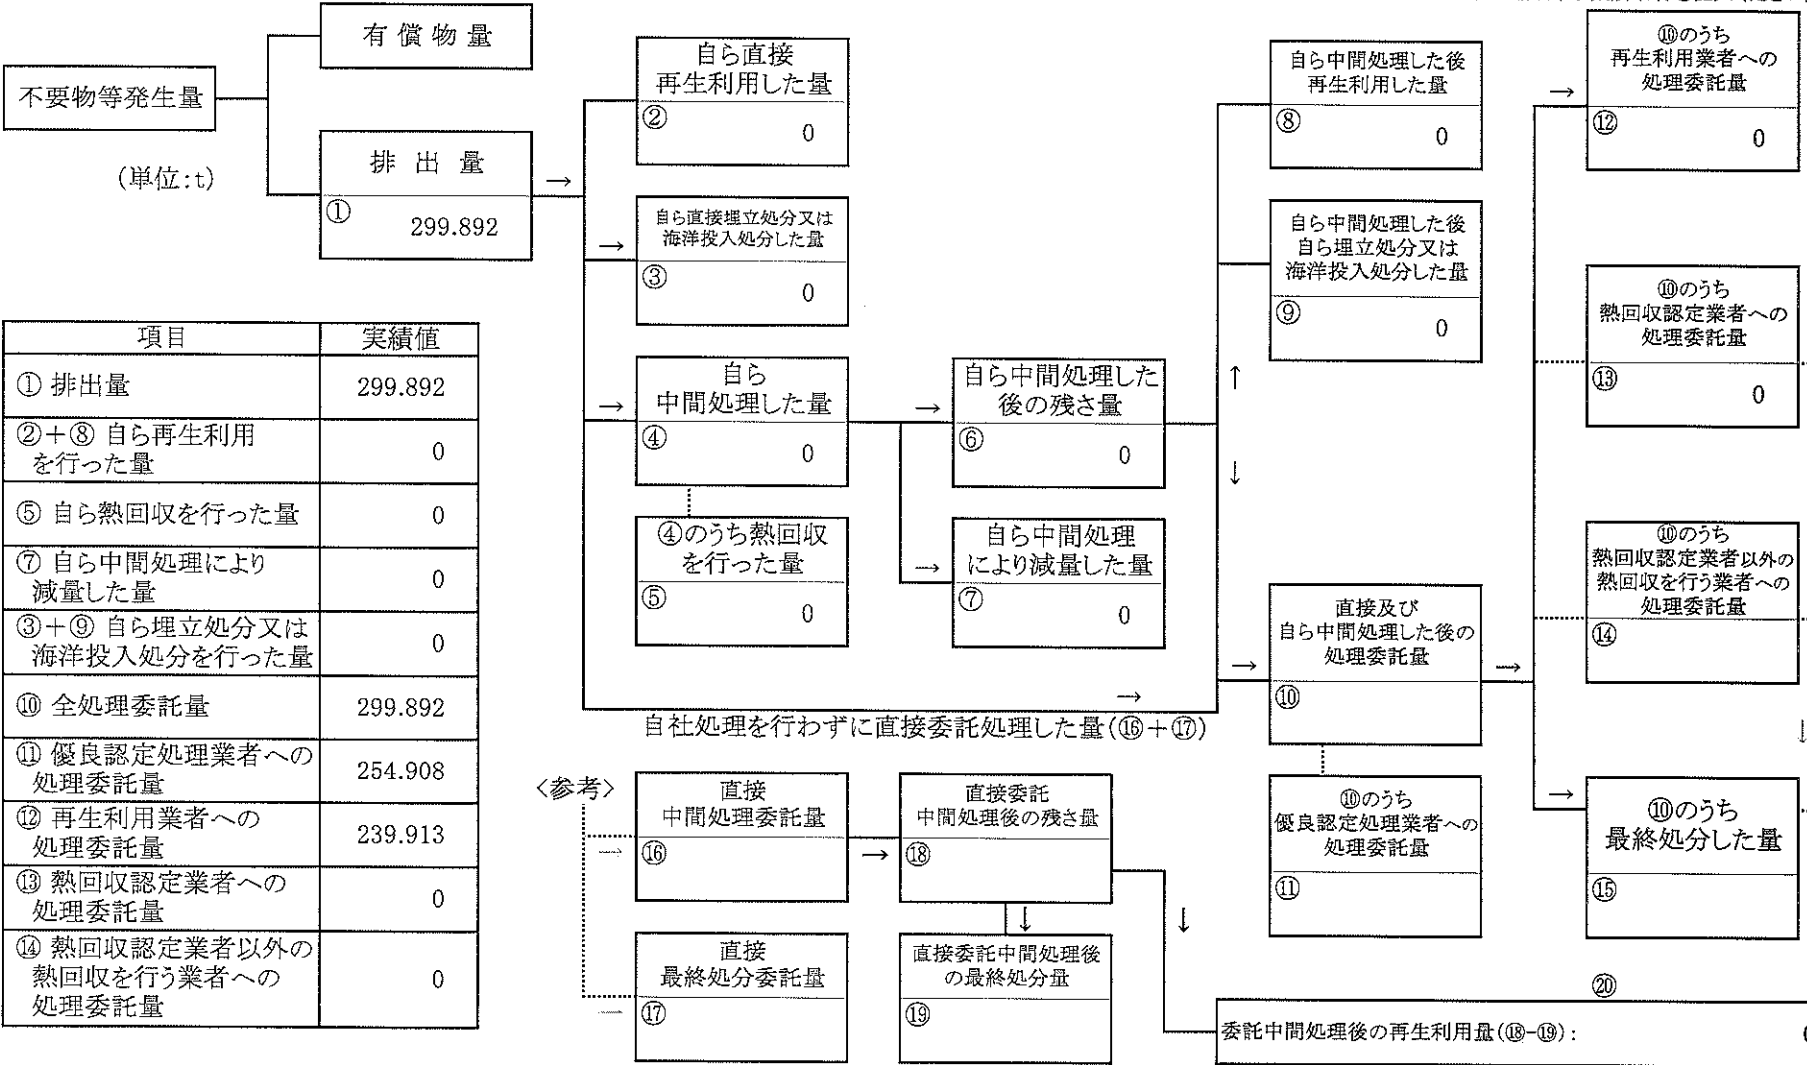 不要物等発生量
(単位:t)
有償物量
排出量
①
299.892
自ら直接
再生利用した量
②
0
自ら直接埋立処分又は
海洋投入処分した量
③
0
自ら
中間処理した量
④
0
④のうち熱回収
を行った量
⑤
0
自ら中間処理した
後の残さ量
⑥
0
自ら中間処理
により減量した量
⑦
0
自ら中間処理した後
再生利用した量
⑧
0
自ら中間処理した後
自ら埋立処分又は
海洋投入処分した量
⑨
0
直接及び
自ら中間処理した後の
処理委託量
⑩
⑩のうち
優良認定処理業者への
処理委託量
⑪
⑩のうち
再生利用業者への
処理委託量
⑫
0
⑩のうち
熱回収認定業者への
処理委託量
⑬
0
⑩のうち
熱回収認定業者以外の
熱回収を行う業者への
処理委託量
⑭
⑩のうち
最終処分した量
⑮
自社処理を行わずに直接委託処理した量(⑯+⑰)
〈参考〉
直接
中間処理委託量
⑯
直接
最終処分委託量
⑰
直接委託
中間処理後の残さ量
⑱
直接委託中間処理後
の最終処分量
⑲
⑳
委託中間処理後の再生利用量(⑱-⑲):
項目 実績値
① 排出量 299.892
②+⑧ 自ら再生利用
を行った量 0
⑤ 自ら熱回収を行った量 0
⑦ 自ら中間処理により
減量した量 0
③+⑨ 自ら埋立処分又は
海洋投入処分を行った量 0
⑩ 全処理委託量 299.892
⑪ 優良認定処理業者への
処理委託量 254.908
⑫ 再生利用業者への
処理委託量 239.913
⑬ 熱回収認定業者への
処理委託量 0
⑭ 熱回収認定業者以外の
熱回収を行う業者への
処理委託量 0